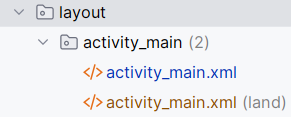 layout
activity_main (2)
</> activity_main.xml
</> activity_main.xml (land)